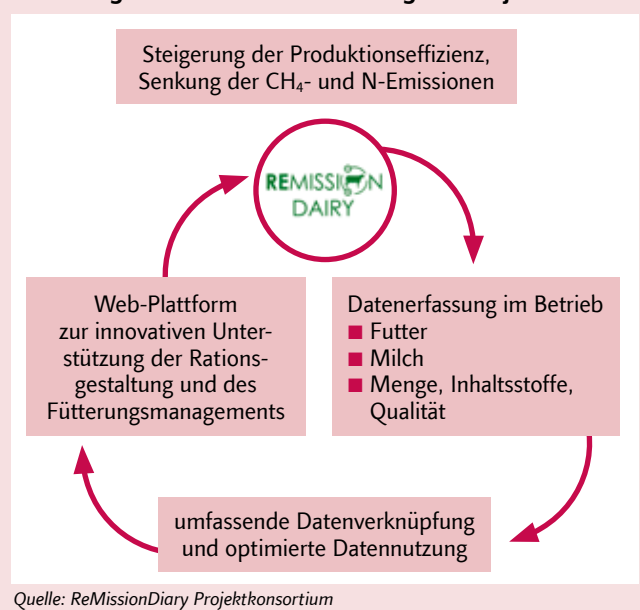 Steigerung der Produktionseffizienz,
Senkung der CH₄- und N-Emissionen
REMISSION
DAIRY
Web-Plattform
zur innovativen Unter-
stützung der Rations-
gestaltung und des
Fütterungsmanagements
Datenerfassung im Betrieb
■ Futter
■ Milch
■ Menge, Inhaltsstoffe,
Qualität
umfassende Datenverknüpfung
und optimierte Datennutzung
Quelle: ReMissionDiary Projektkonsortium